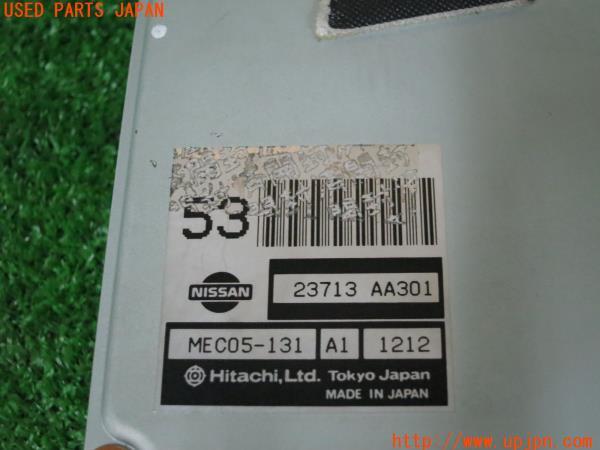 USED PARTS JAPAN
53
NISSAN
23713 AA301
MEC05-131 A1 1212
Hitachi, Ltd. Tokyo Japan
MADE IN JAPAN
http://www.upjpn.com